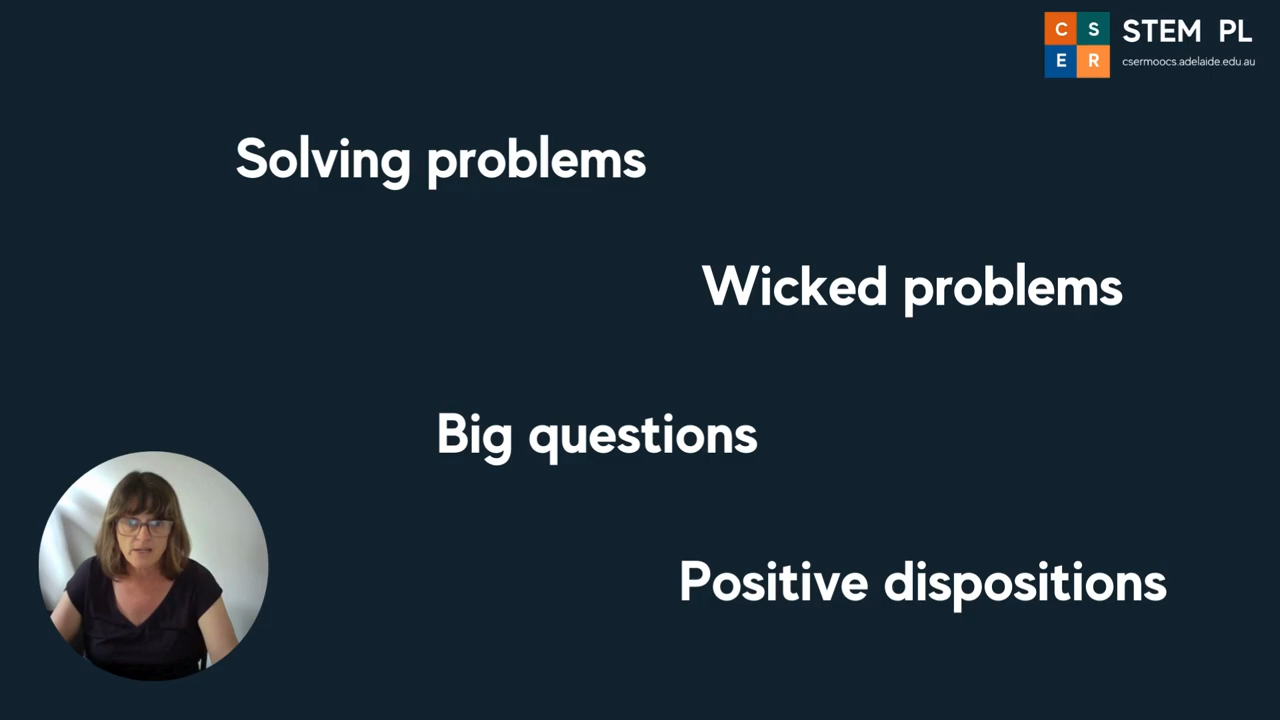 C S
E R
STEM PL
csermoocs.adelaide.edu.au
Solving problems
Wicked problems
Big questions
Positive dispositions